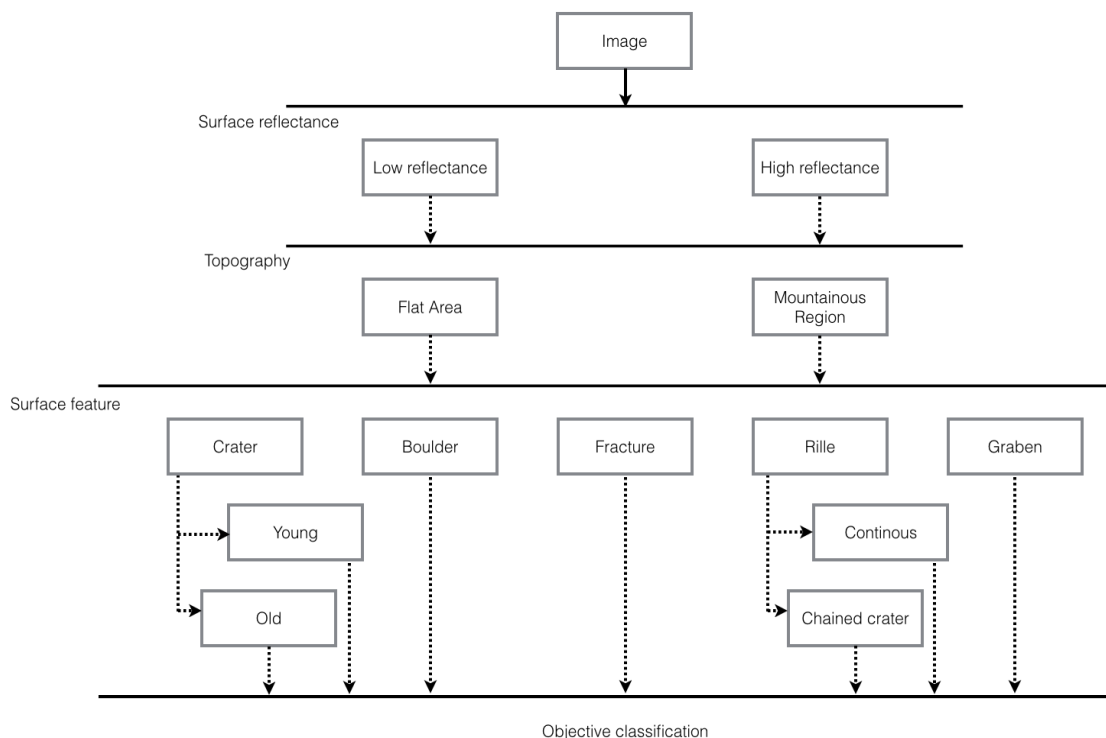 Image
Surface reflectance
Low reflectance
High reflectance
Topography
Flat Area
Mountainous
Region
Surface feature
Crater
Boulder
Fracture
Rille
Graben
Young
Continous
Old
Chained crater
Objective classification